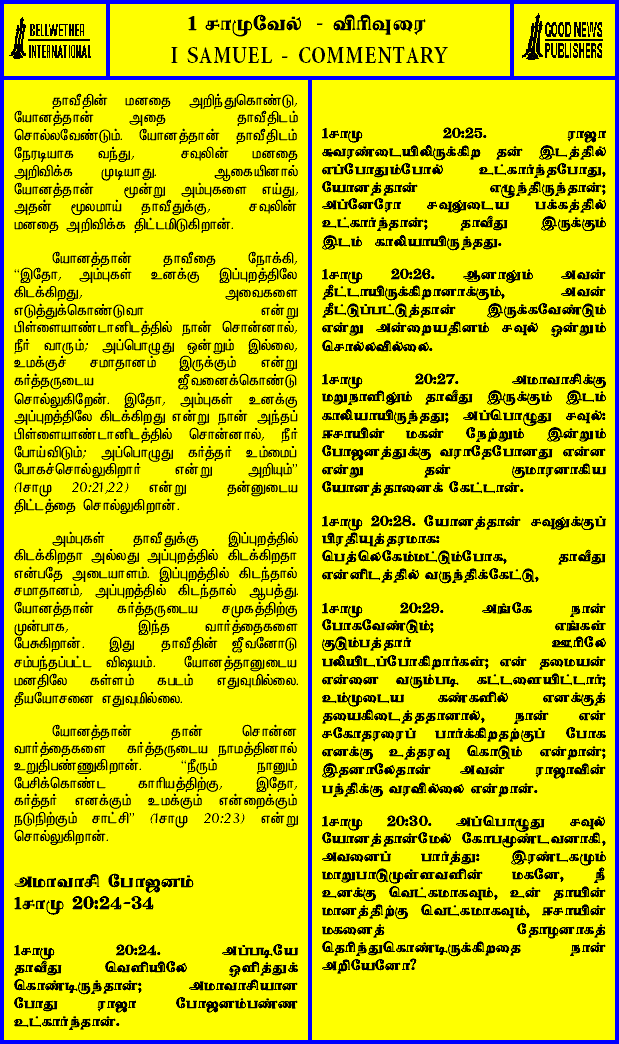 BELLWETHER
INTERNATIONAL
1 சாமுவேல் - விரிவுரை
I SAMUEL - COMMENTARY
GOOD NEWS
PUBLISHERS
தாவீதின் மனதை அறிந்துகொண்டு,
யோனத்தான் அதை தாவீதிடம்
சொல்லவேண்டும். யோனத்தான் தாவீதிடம்
நேரடியாக வந்து, சவுலின் மனதை
அறிவிக்க முடியாது. ஆகையினால்
யோனத்தான் மூன்று அம்புகளை எய்து,
அதன் மூலமாய் தாவீதுக்கு, சவுலின்
மனதை அறிவிக்க திட்டமிடுகிறான்.
யோனத்தான் தாவீதை நோக்கி,
“இதோ, அம்புகள் உனக்கு இப்புறத்திலே
கிடக்கிறது, அவைகளை
எடுத்துக்கொண்டுவா என்று
பிள்ளையாண்டானிடத்தில் நான் சொன்னால்,
நீர் வாரும்; அப்பொழுது ஒன்றும் இல்லை,
உமக்குச் சமாதானம் இருக்கும் என்று
கர்த்தருடைய ஜீவனைக்கொண்டு
சொல்லுகிறேன். இதோ, அம்புகள் உனக்கு
அப்புறத்திலே கிடக்கிறது என்று நான் அந்தப்
பிள்ளையாண்டானிடத்தில் சொன்னால், நீர்
போய்விடும்; அப்பொழுது கர்த்தர் உம்மைப்
போகச்சொல்லுகிறார் என்று அறியும்”
(1சாமு 20:21,22) என்று தன்னுடைய
திட்டத்தை சொல்லுகிறான்.
அம்புகள் தாவீதுக்கு இப்புறத்தில்
கிடக்கிறதா அல்லது அப்புறத்தில் கிடக்கிறதா
என்பதே அடையாளம். இப்புறத்தில் கிடந்தால்
சமாதானம், அப்புறத்தில் கிடந்தால் ஆபத்து.
யோனத்தான் கர்த்தருடைய சமுகத்திற்கு
முன்பாக, இந்த வார்த்தைகளை
பேசுகிறான். இது தாவீதின் ஜீவனோடு
சம்பந்தப்பட்ட விஷயம். யோனத்தானுடைய
மனதிலே கள்ளம் கபடம் எதுவுமில்லை.
தீயயோசனை எதுவுமில்லை.
யோனத்தான் தான் சொன்ன
வார்த்தைகளை கர்த்தருடைய நாமத்தினால்
உறுதிபண்ணுகிறான். “நீரும் நானும்
பேசிக்கொண்ட காரியத்திற்கு, இதோ,
கர்த்தர் எனக்கும் உமக்கும் என்றைக்கும்
நடுநிற்கும் சாட்சி” (1சாமு 20:23) என்று
சொல்லுகிறான்.
அமாவாசி போஜனம்
1சாமு 20:24-34
1சாமு 20:24. அப்படியே
தாவீது வெளியிலே ஒளித்துக்
கொண்டிருந்தான்; அமாவாசியான
போது ராஜா போஜனம்பண்ண
உட்கார்ந்தான்.
1சாமு 20:25. ராஜா
சுவரண்டையிலிருக்கிற தன் இடத்தில்
எப்போதும்போல் உட்கார்ந்தபோது,
யோனத்தான் எழுந்திருந்தான்;
அப்னேரோ சவுலுடைய பக்கத்தில்
உட்கார்ந்தான்; தாவீது இருக்கும்
இடம் காலியாயிருந்தது.
1சாமு 20:26. ஆனாலும் அவன்
தீட்டாயிருக்கிறானாக்கும், அவன்
தீட்டுப்பட்டுத்தான் இருக்கவேண்டும்
என்று அன்றையதினம் சவுல் ஒன்றும்
சொல்லவில்லை.
1சாமு 20:27. அமாவாசிக்கு
மறுநாளிலும் தாவீது இருக்கும் இடம்
காலியாயிருந்தது; அப்பொழுது சவுல்:
ஈசாயின் மகன் நேற்றும் இன்றும்
போஜனத்துக்கு வராதேபோனது என்ன
என்று தன் குமாரனாகிய
யோனத்தானைக் கேட்டான்.
1சாமு 20:28. யோனத்தான் சவுலுக்குப்
பிரதியுத்தரமாக:
பெத்லெகேம்மட்டும்போக, தாவீது
என்னிடத்தில் வருந்திக்கேட்டு,
1சாமு 20:29. அங்கே நான்
போகவேண்டும்; எங்கள்
குடும்பத்தார் ஊரிலே
பலியிடப்போகிறார்கள்; என் தமையன்
என்னை வரும்படி கட்டளையிட்டார்;
உம்முடைய கண்களில் எனக்குத்
தயைகிடைத்ததானால், நான் என்
சகோதரரைப் பார்க்கிறதற்குப் போக
எனக்கு உத்தரவு கொடும் என்றான்;
இதனாலேதான் அவன் ராஜாவின்
பந்திக்கு வரவில்லை என்றான்.
1சாமு 20:30. அப்பொழுது சவுல்
யோனத்தான்மேல் கோபமூண்டவனாகி,
அவனைப் பார்த்து: இரண்டகமும்
மாறுபாடுமுள்ளவளின் மகனே, நீ
உனக்கு வெட்கமாகவும், உன் தாயின்
மானத்திற்கு வெட்கமாகவும், ஈசாயின்
மகனைத் தோழனாகத்
தெரிந்துகொண்டிருக்கிறதை நான்
அறியேனோ?